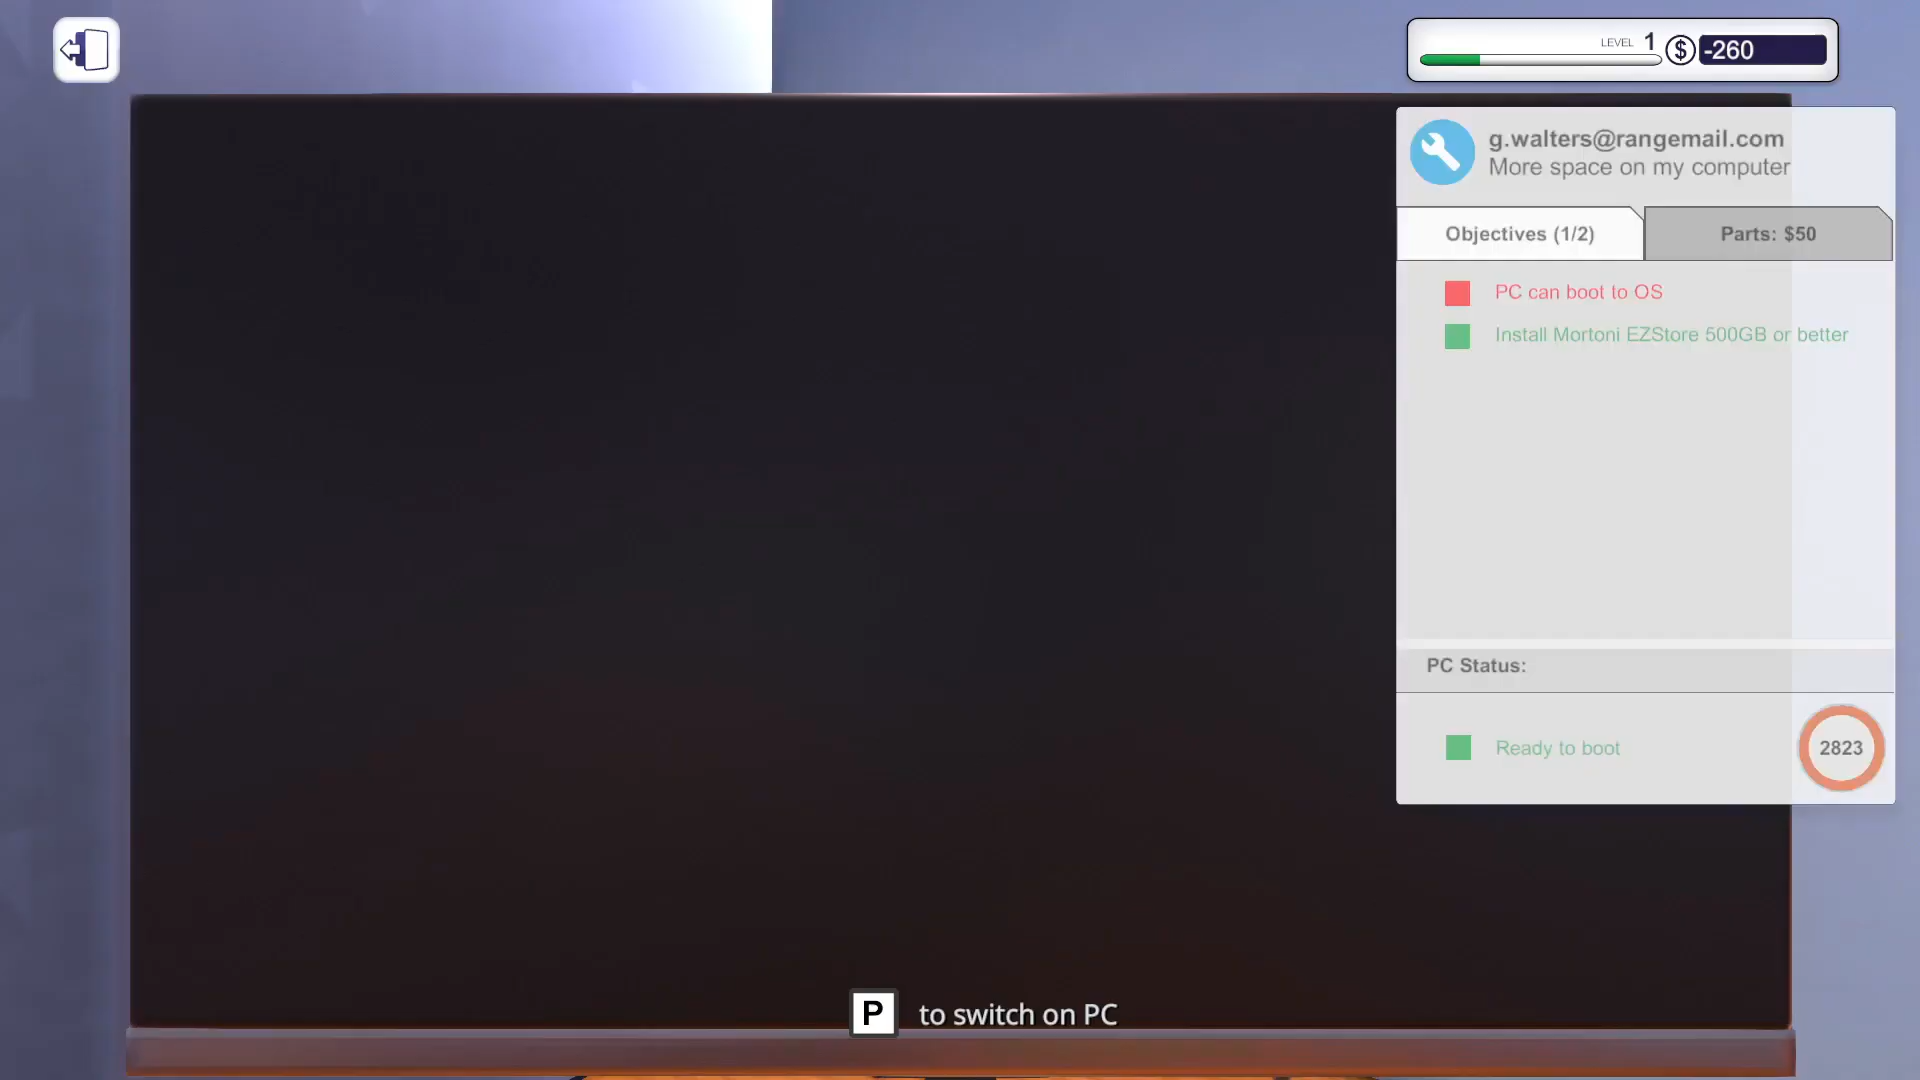 LEVEL 1
$ -260
g.walters@rangemail.com
More space on my computer
Objectives (1/2)
Parts: $50
PC can boot to OS
Install Mortoni EZStore 500GB or better
PC Status:
Ready to boot
2823
P to switch on PC